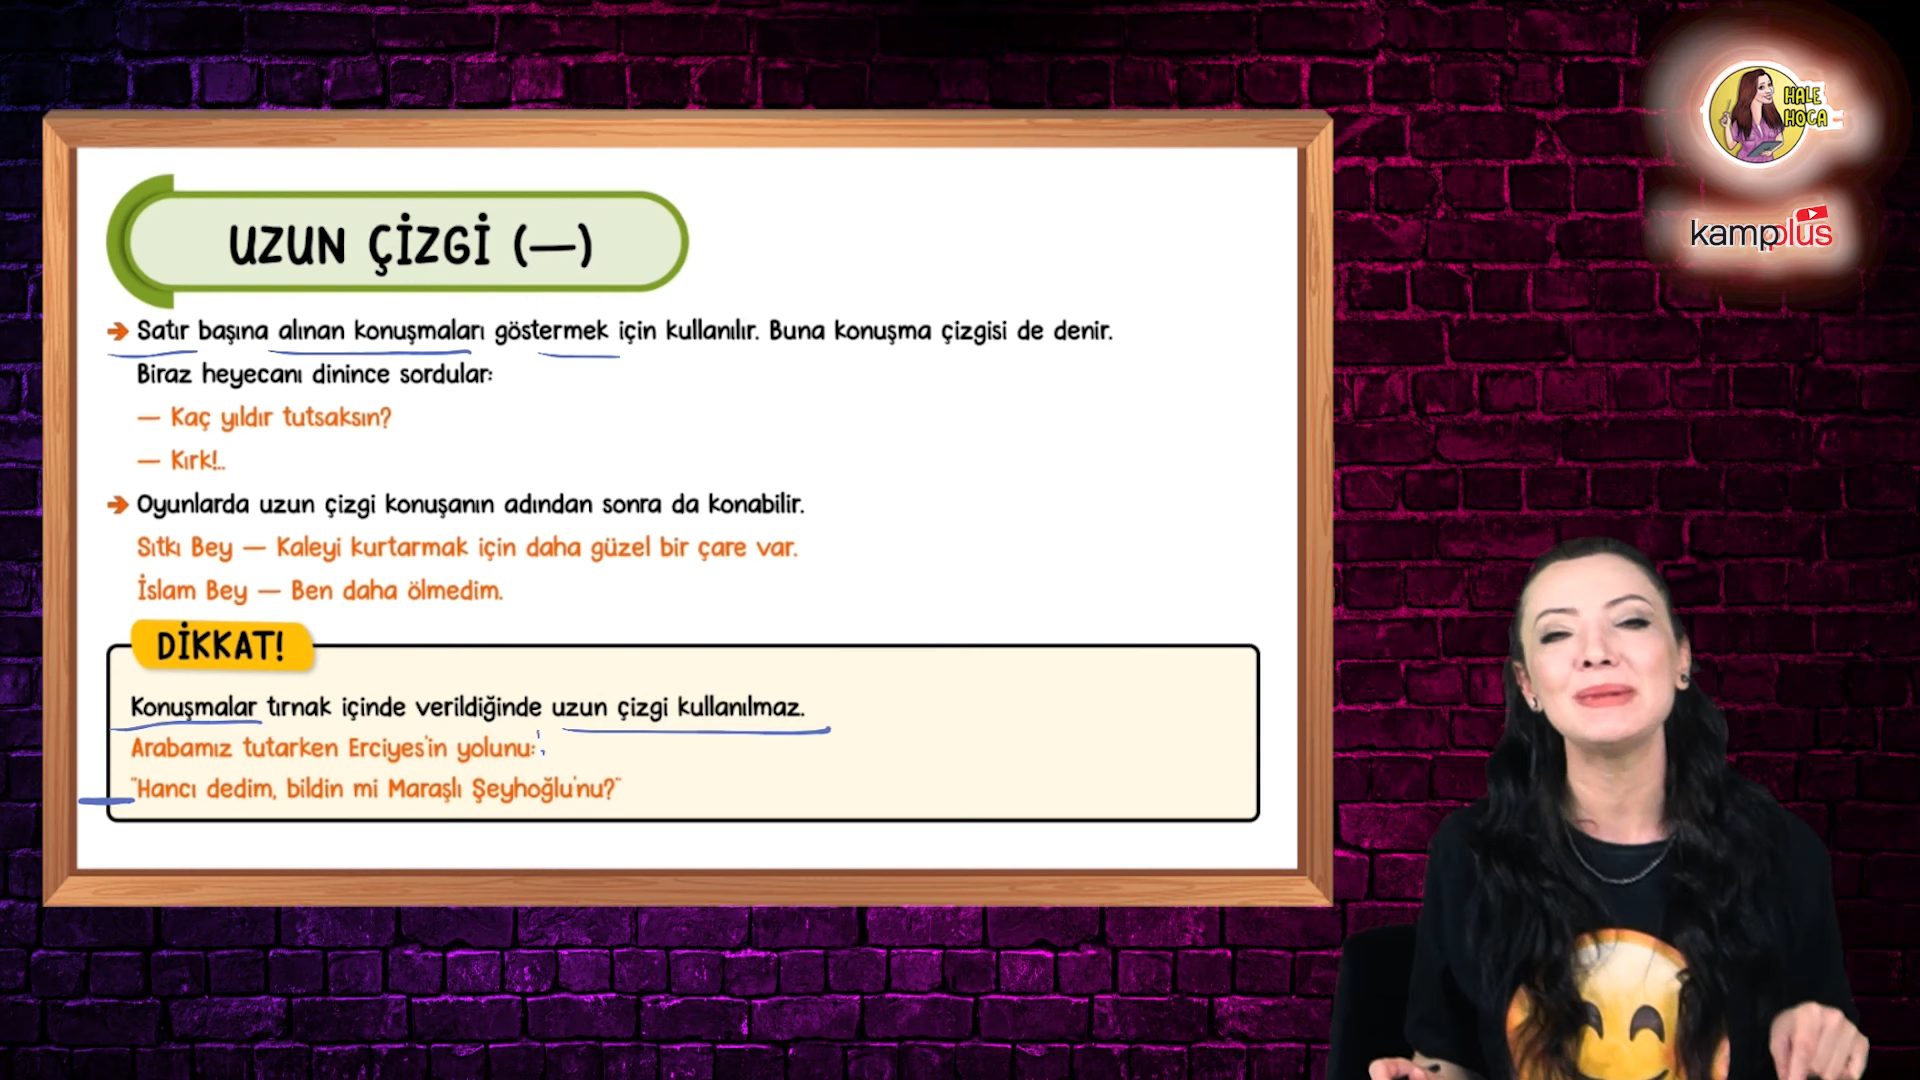 HALE
HOCA
kampplus
UZUN ÇİZGİ (—)
Satır başına alınan konuşmaları göstermek için kullanılır. Buna konuşma çizgisi de denir.
Biraz heyecanı dinince sordular:
— Kaç yıldır tutsaksın?
— Kırk!..
Oyunlarda uzun çizgi konuşanın adından sonra da konabilir.
Sıtkı Bey — Kaleyi kurtarmak için daha güzel bir çare var.
İslam Bey — Ben daha ölmedim.
DİKKAT!
Konuşmalar tırnak içinde verildiğinde uzun çizgi kullanılmaz.
Arabamız tutarken Erciyes'in yolunu:
"Hancı dedim, bildin mi Maraşlı Şeyhoğlu'nu?"